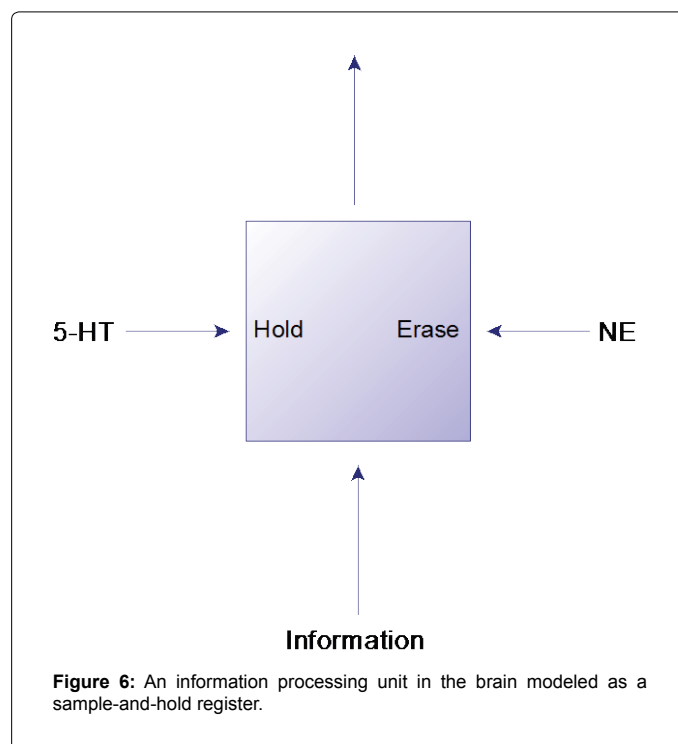 5-HT Hold Erase NE
Information
Figure 6: An information processing unit in the brain modeled as a
sample-and-hold register.